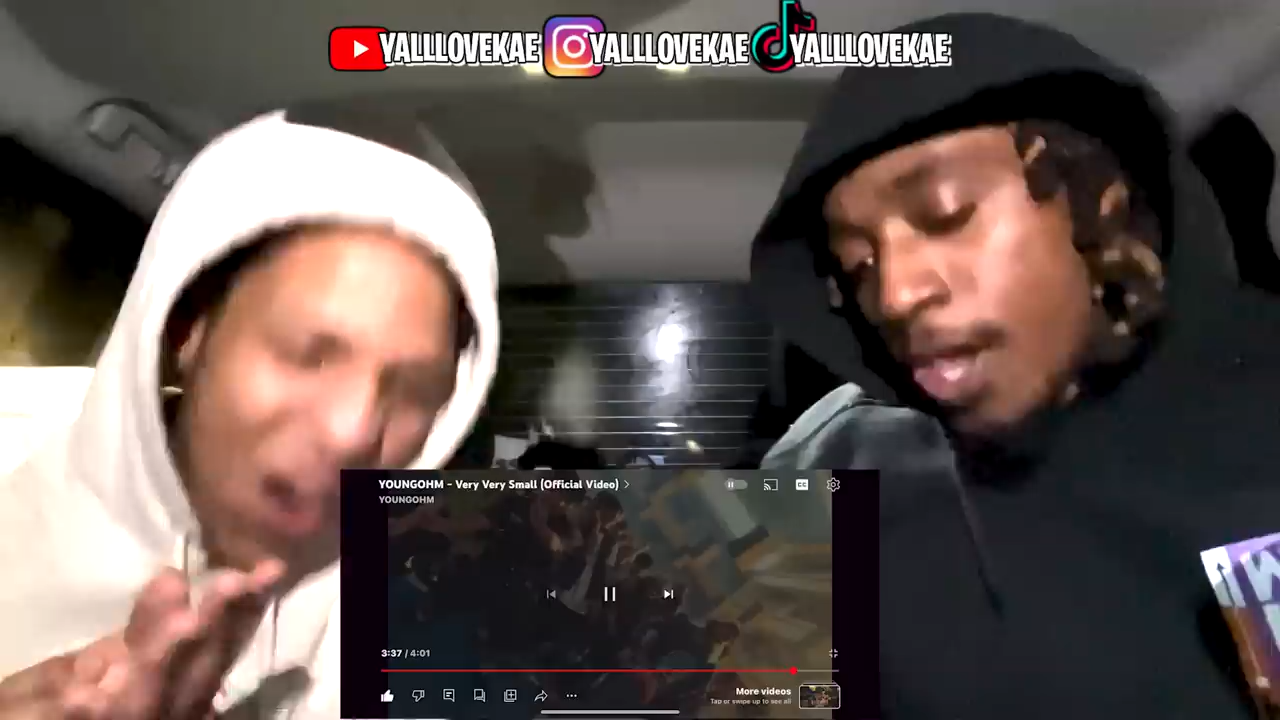 YALLLOVEKAE YALLLOVEKAE YALLLOVEKAE
YOUNGOHM - Very Very Small (Official Video)
YOUNGOHM
CC
3:37 / 4:01
More videos
Tap or swipe up to see all